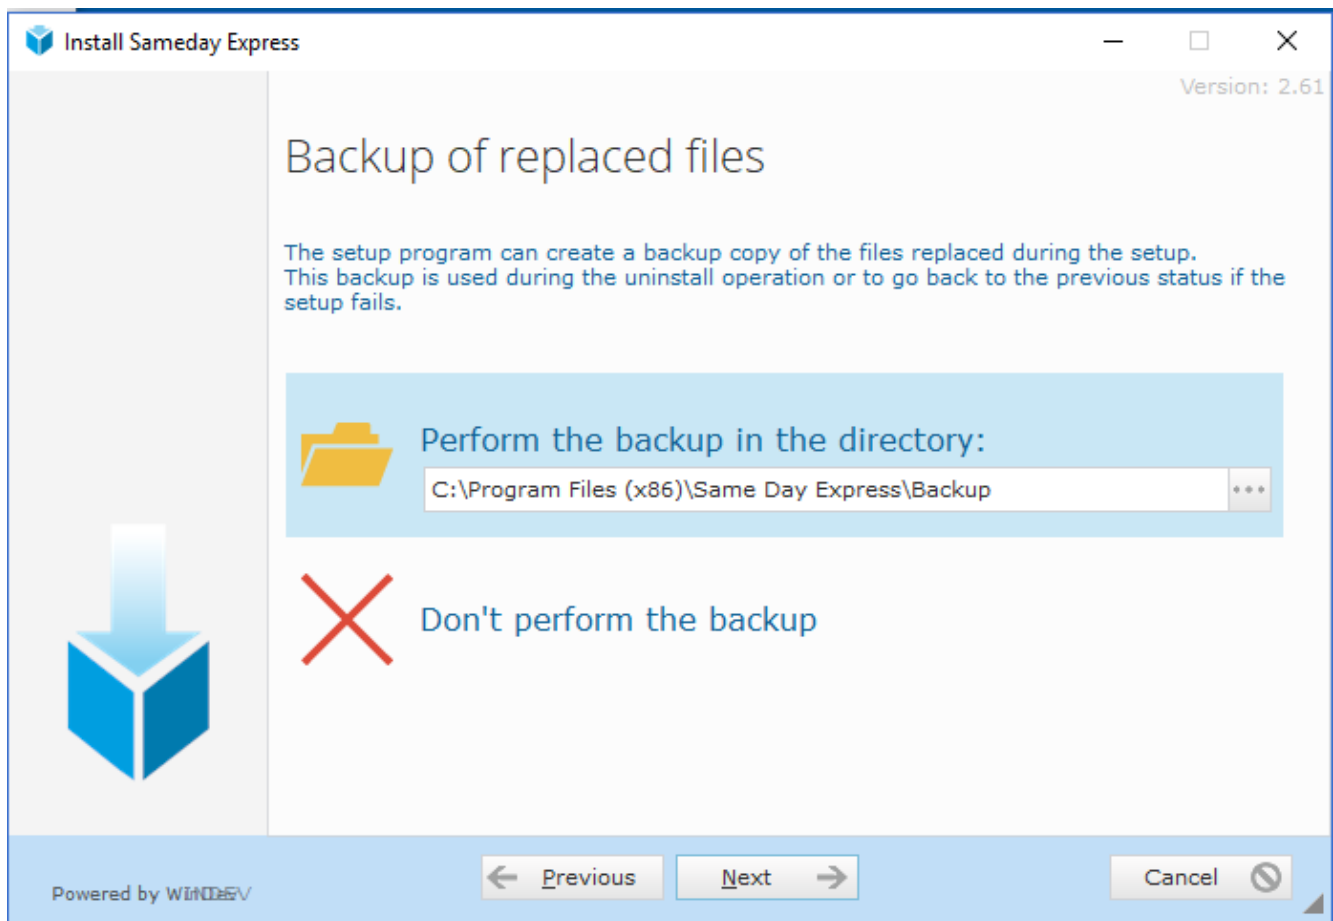 Install Sameday Express
Version: 2.61
Backup of replaced files
The setup program can create a backup copy of the files replaced during the setup.
This backup is used during the uninstall operation or to go back to the previous status if the
setup fails.
Perform the backup in the directory:
C:\Program Files (x86)\Same Day Express\Backup
Don't perform the backup
Previous
Next
Cancel
Powered by